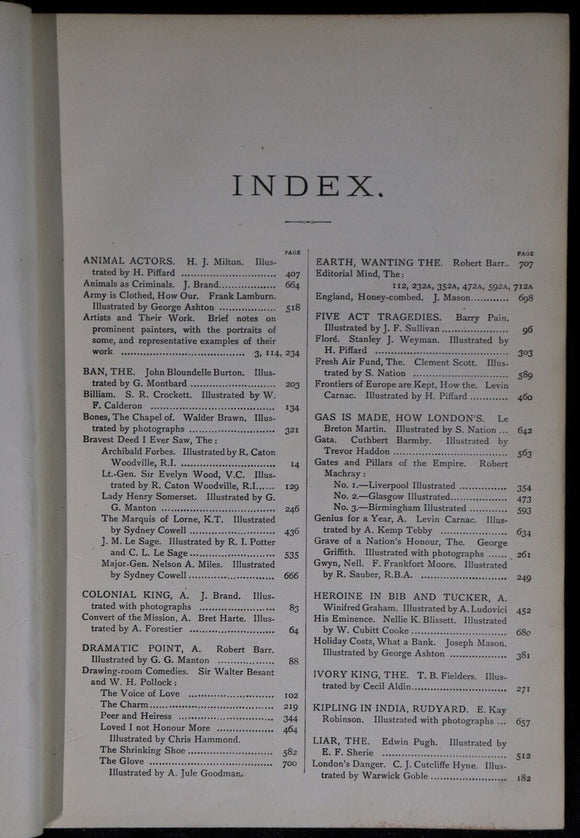 INDEX.
PAGE
ANIMAL ACTORS. H. J. Milton. Illus-
trated by H. Piffard ............................ 407
Animals as Criminals. J. Brand....... 664
Army is Clothed, How Our. Frank Lamburn.
Illustrated by George Ashton ................. 518
Artists and Their Work. Brief notes on
prominent painters, with the portraits of
some, and representative examples of their
work ..................................... 3, 114, 234
BAN, THE. John Bloundelle Burton. Illus-
trated by G. Montbard ......................... 203
Billiam. S. R. Crockett. Illustrated by W.
F. Calderon ...................................... 134
Bones, The Chapel of. Walder Brawn. Illus-
trated by photographs ......................... 321
Bravest Deed I Ever Saw, The :
Archibald Forbes. Illustrated by R. Caton
Woodville, R.I. ............................. 14
Lt.-Gen. Sir Evelyn Wood, V.C. Illus-
trated by R. Caton Woodville, R.I...... 129
Lady Henry Somerset. Illustrated by G.
G. Manton .................................. 246
The Marquis of Lorne, K.T. Illustrated
by Sydney Cowell .......................... 436
J. M. Le Sage. Illustrated by R. I. Potter
and C. L. Le Sage .......................... 535
Major-Gen. Nelson A. Miles. Illustrated
by Sydney Cowell .......................... 666
COLONIAL KING, A. J. Brand. Illus-
trated with photographs ....................... 83
Convert of the Mission, A. Bret Harte. Illus-
trated by A. Forestier ......................... 64
DRAMATIC POINT, A. Robert Barr.
Illustrated by G. G. Manton ................... 88
Drawing-room Comedies. Sir Walter Besant
and W. H. Pollock :
The Voice of Love ............................ 102
The Charm..................................... 219
Peer and Heiress .............................. 344
Loved I not Honour More ................... 464
Illustrated by Chris Hammond.
The Shrinking Shoe ........................... 582
The Glove ...................................... 700
Illustrated by A. Jule Goodman.
PAGE
EARTH, WANTING THE. Robert Barr.. 707
Editorial Mind, The :
112, 232A, 352A, 472A, 592A, 712A
England, Honey-combed. J. Mason............ 698
FIVE ACT TRAGEDIES. Barry Pain.
Illustrated by J. F. Sullivan .................... 96
Floré. Stanley J. Weyman. Illustrated by
H. Piffard ........................................ 303
Fresh Air Fund, The. Clement Scott. Illus-
trated by S. Nation ............................. 589
Frontiers of Europe are Kept, How the. Levin
Carnac. Illustrated by H. Piffard ............. 460
GAS IS MADE, HOW LONDON'S. Le
Breton Martin. Illustrated by S. Nation ... 642
Gata. Cuthbert Barmby. Illustrated by
Trevor Haddon .................................. 563
Gates and Pillars of the Empire. Robert
Machray :
No. 1.—Liverpool Illustrated .............. 354
No. 2.—Glasgow Illustrated................. 473
No. 3.—Birmingham Illustrated ........... 593
Genius for a Year, A. Levin Carnac. Illus-
trated by A. Kemp Tebby ..................... 634
Grave of a Nation's Honour, The. George
Griffith. Illustrated with photographs ...... 261
Gwyn, Nell. F. Frankfort Moore. Illustrated
by R. Sauber, R.B.A. .......................... 249
HEROINE IN BIB AND TUCKER, A.
Winifred Graham. Illustrated by A. Ludovici 452
His Eminence. Nellie K. Blissett. Illustrated
by W. Cubitt Cooke ............................. 680
Holiday Costs, What a Bank. Joseph Mason.
Illustrated by George Ashton ................. 381
IVORY KING, THE. T. B. Fielders. Illus-
trated by Cecil Aldin............................ 271
KIPLING IN INDIA, RUDYARD. E. Kay
Robinson. Illustrated with photographs ... 657
LIAR, THE. Edwin Pugh. Illustrated by
E. F. Sherie ...................................... 512
London's Danger. C. J. Cutcliffe Hyne. Illus-
trated by Warwick Goble ...................... 182